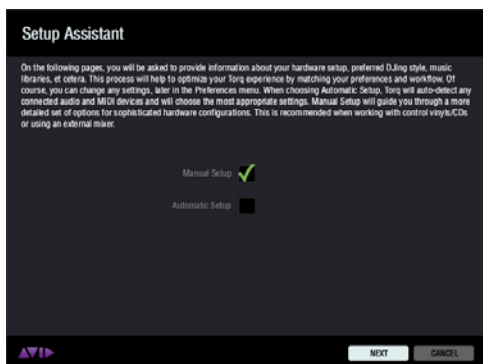 Setup Assistant
On the following pages, you will be asked to provide information about your hardware setup, preferred DJing style, music
libraries, et cetera. This process will help to optimize your Torq experience by matching your preferences and workflow. Of
course, you can change any settings, later in the Preferences menu. When choosing Automatic Setup, Torq will auto-detect any
connected audio and MIDI devices and will choose the most appropriate settings. Manual Setup will guide you through a more
detailed set of options for sophisticated hardware configurations. This is recommended when working with control vinyls/CDs
or using an external mixer.
Manual Setup
Automatic Setup
AVID
NEXT
CANCEL